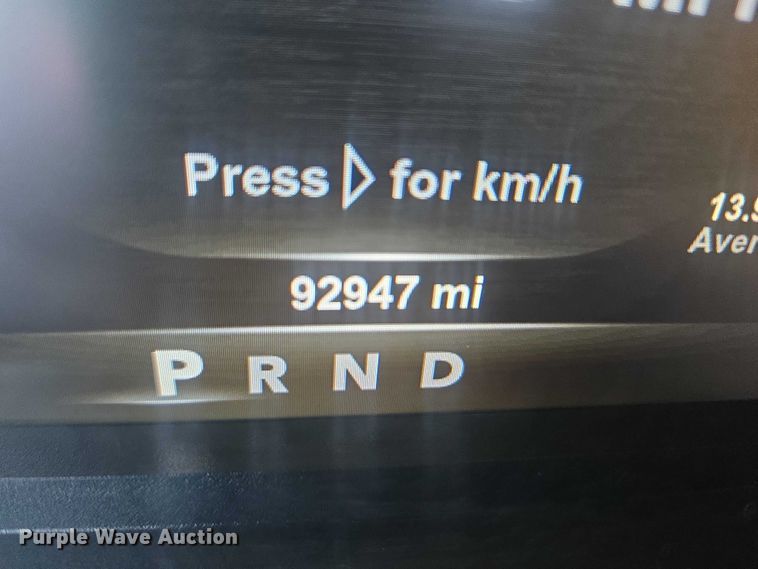 Press ▷ for km/h
92947 mi
P R N D
Purple Wave Auction